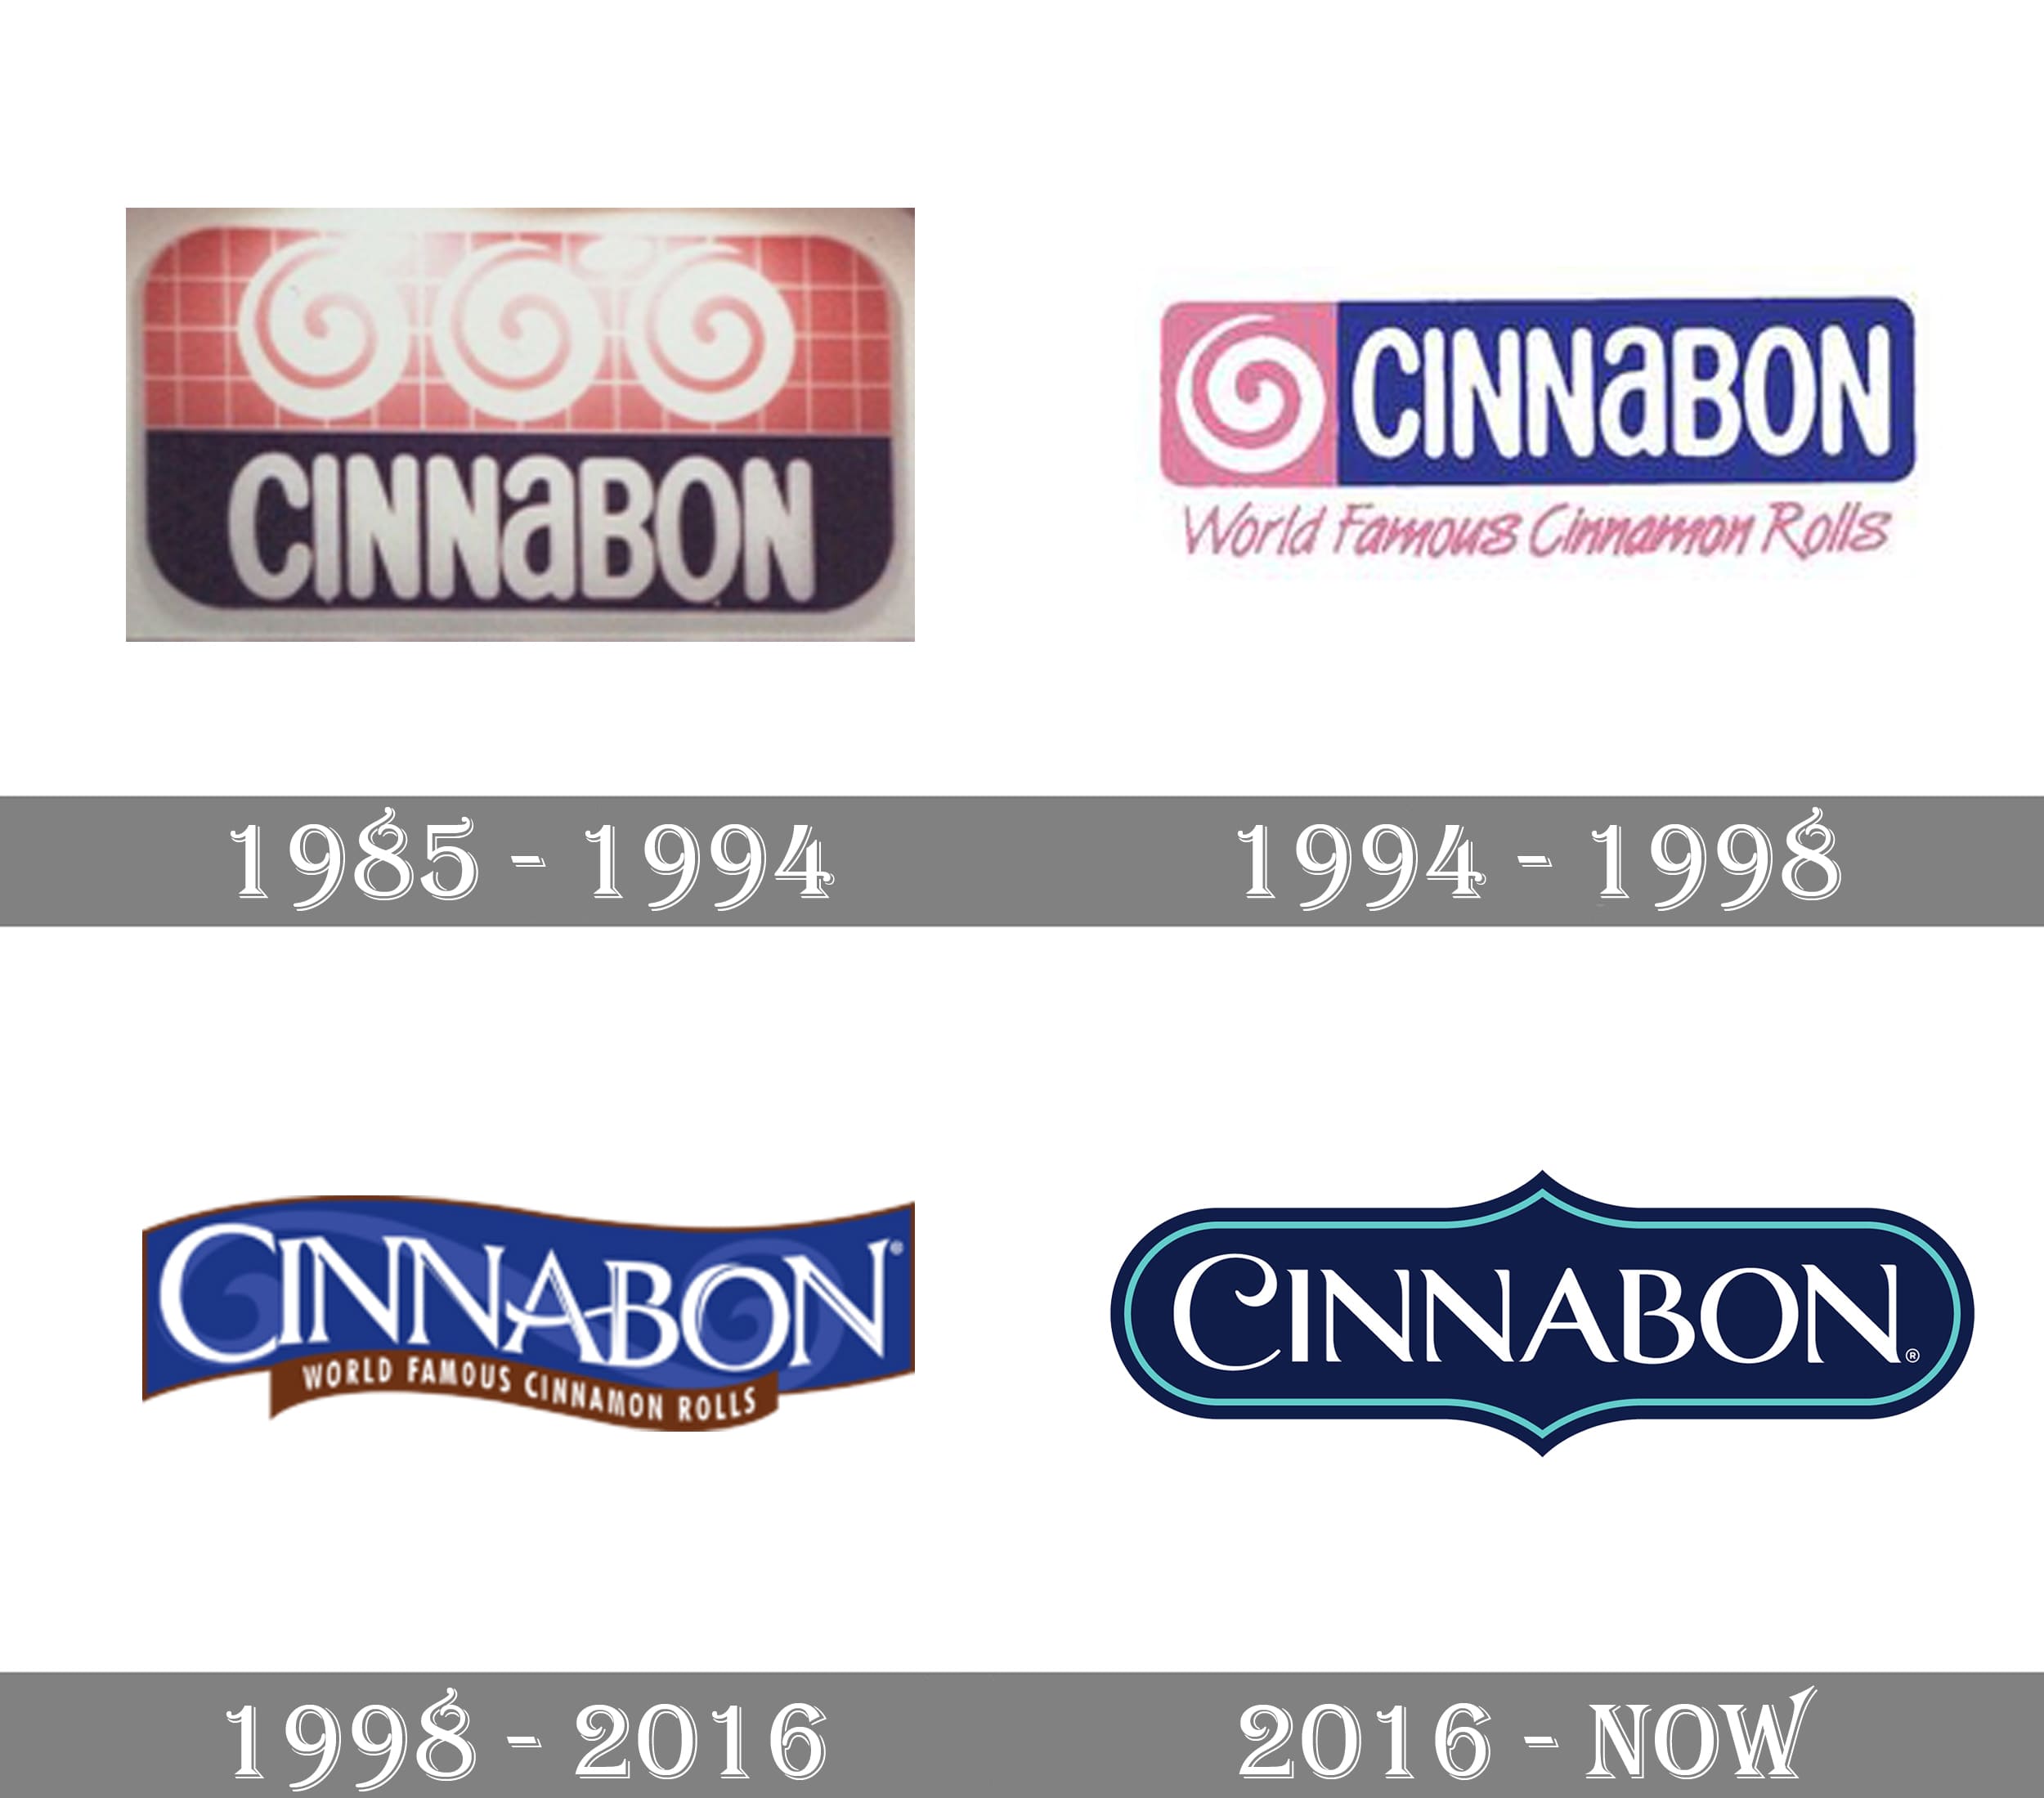 CINNaBON
CINNaBON
World Famous Cinnamon Rolls
1985 - 1994
1994 - 1998
CINNABON®
WORLD FAMOUS CINNAMON ROLLS
CINNABON®
1998 - 2016
2016 - NOW